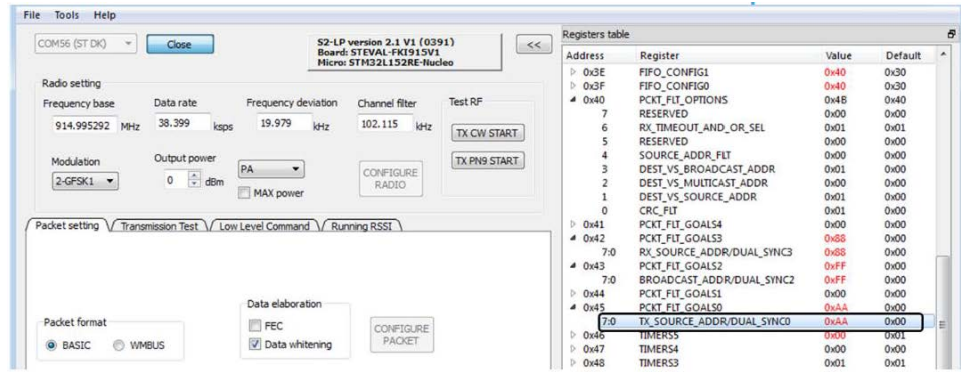 File Tools Help
COM56 (ST DK)
Close
S2-LP version 2.1 V1 (0391)
Board: STEVAL-FKI915V1
Micro: STM32L152RE-Nucleo
<<
Radio setting
Frequency base Data rate Frequency deviation Channel filter Test RF
914.995292 MHz 38.399 ksps 19.979 kHz 102.115 kHz
TX CW START
Modulation Output power
2-GFSK1 0 dBm PA
MAX power
CONFIGURE
RADIO
TX PN9 START
Packet setting Transmission Test Low Level Command Running RSSI
Data elaboration
Packet format
BASIC WMBUS
FEC
Data whitening
CONFIGURE
PACKET
Registers table
Address Register Value Default
0x3E FIFO_CONFIG1 0x40 0x30
0x3F FIFO_CONFIG0 0x40 0x30
0x40 PCKT_FLT_OPTIONS 0x4B 0x40
7 RESERVED 0x00 0x00
6 RX_TIMEOUT_AND_OR_SEL 0x01 0x01
5 RESERVED 0x00 0x00
4 SOURCE_ADDR_FLT 0x00 0x00
3 DEST_VS_BROADCAST_ADDR 0x01 0x00
2 DEST_VS_MULTICAST_ADDR 0x00 0x00
1 DEST_VS_SOURCE_ADDR 0x01 0x00
0 CRC_FLT 0x01 0x00
0x41 PCKT_FLT_GOALS4 0x00 0x00
0x42 PCKT_FLT_GOALS3 0x88 0x00
7:0 RX_SOURCE_ADDR/DUAL_SYNC3 0x88 0x00
0x43 PCKT_FLT_GOALS2 0xFF 0x00
7:0 BROADCAST_ADDR/DUAL_SYNC2 0xFF 0x00
0x44 PCKT_FLT_GOALS1 0x00 0x00
0x45 PCKT_FLT_GOALS0 0xAA 0x00
7:0 TX_SOURCE_ADDR/DUAL_SYNC0 0xAA 0x00
0x46 TIMERS5 0x00 0x01
0x47 TIMERS4 0x00 0x00
0x48 TIMERS3 0x01 0x01